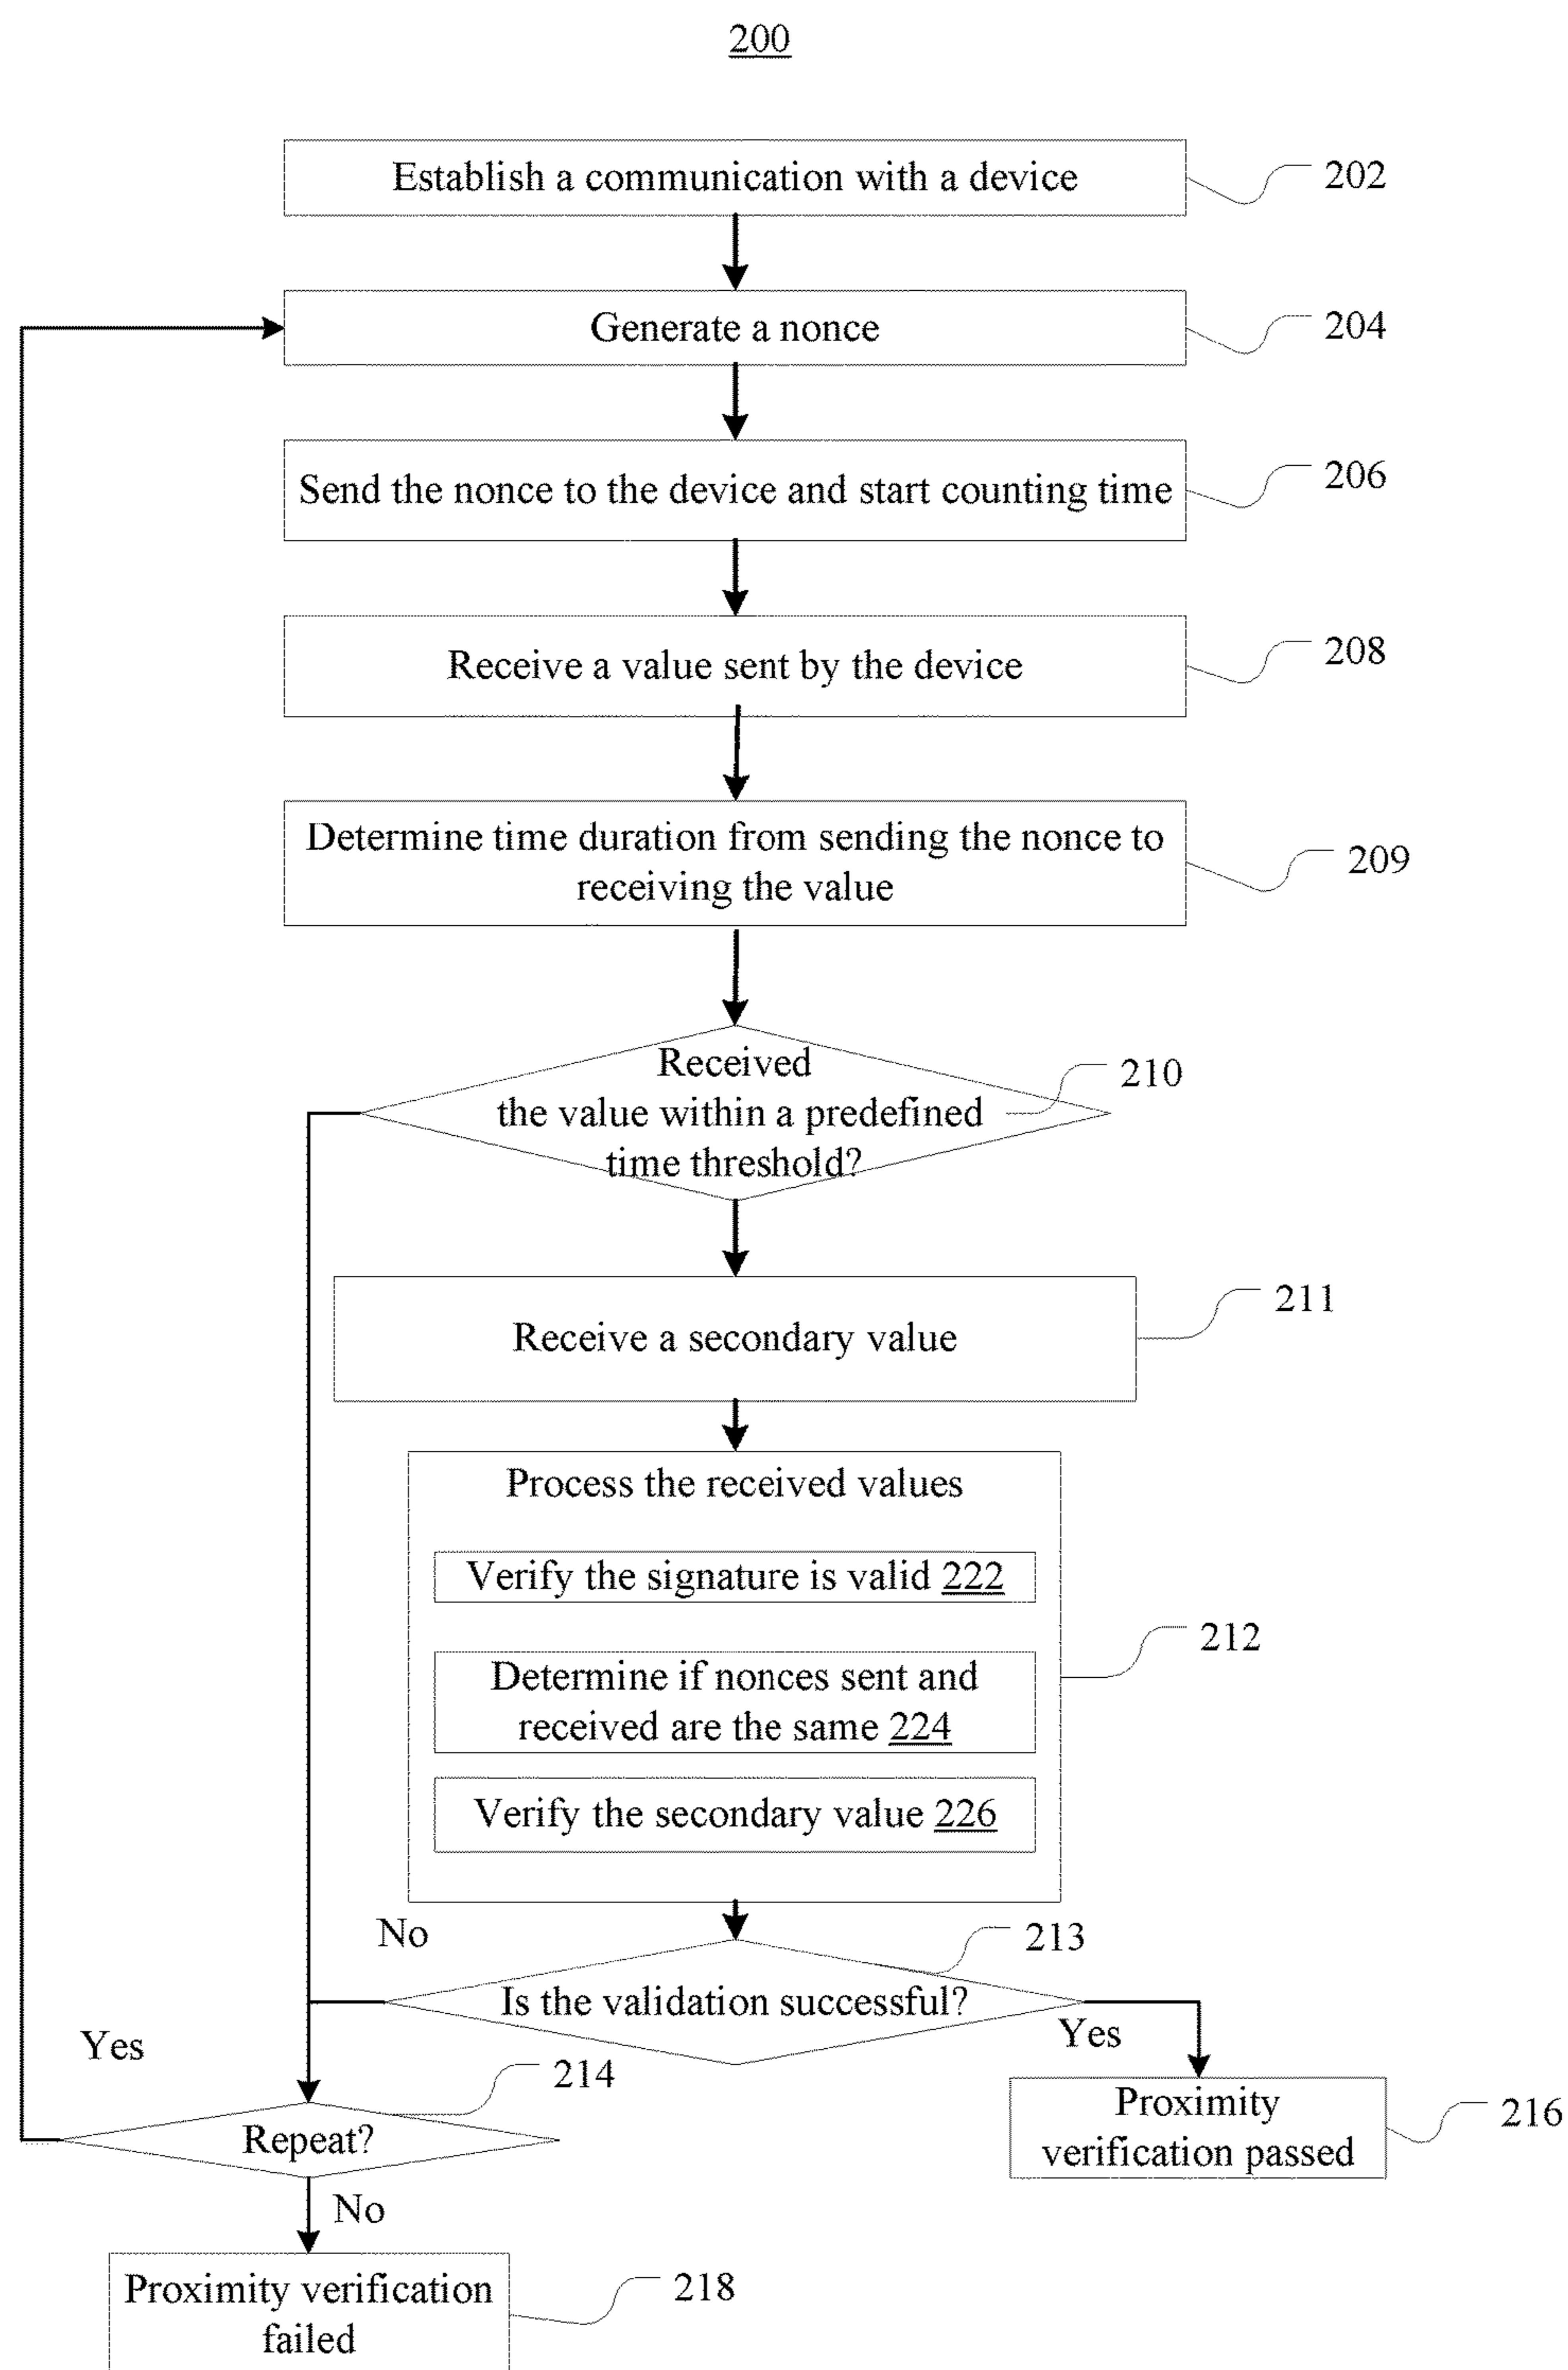 200
Establish a communication with a device
202
Generate a nonce
204
Send the nonce to the device and start counting time
206
Receive a value sent by the device
208
Determine time duration from sending the nonce to
receiving the value
209
Received
the value within a predefined
time threshold?
210
Receive a secondary value
211
Process the received values
Verify the signature is valid 222
Determine if nonces sent and
received are the same 224
Verify the secondary value 226
212
No
213
Is the validation successful?
Yes
Yes
214
Repeat?
Proximity
verification passed
216
No
Proximity verification
failed
218